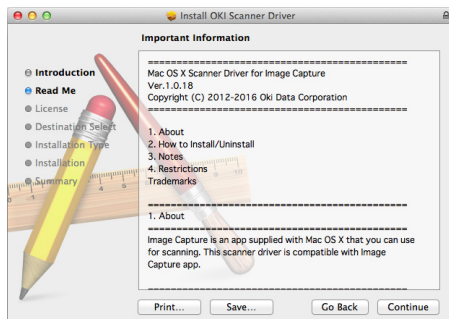 Install OKI Scanner Driver
Important Information
Introduction
Read Me
License
Destination Select
Installation Type
Installation
Summary
==================================================
Mac OS X Scanner Driver for Image Capture
Ver.1.0.18
Copyright (C) 2012-2016 Oki Data Corporation
==================================================
1. About
2. How to Install/Uninstall
3. Notes
4. Restrictions
Trademarks
==================================================
1. About
==================================================
Image Capture is an app supplied with Mac OS X that you can use
for scanning. This scanner driver is compatible with Image
Capture app.
==================================================
Print... Save... Go Back Continue